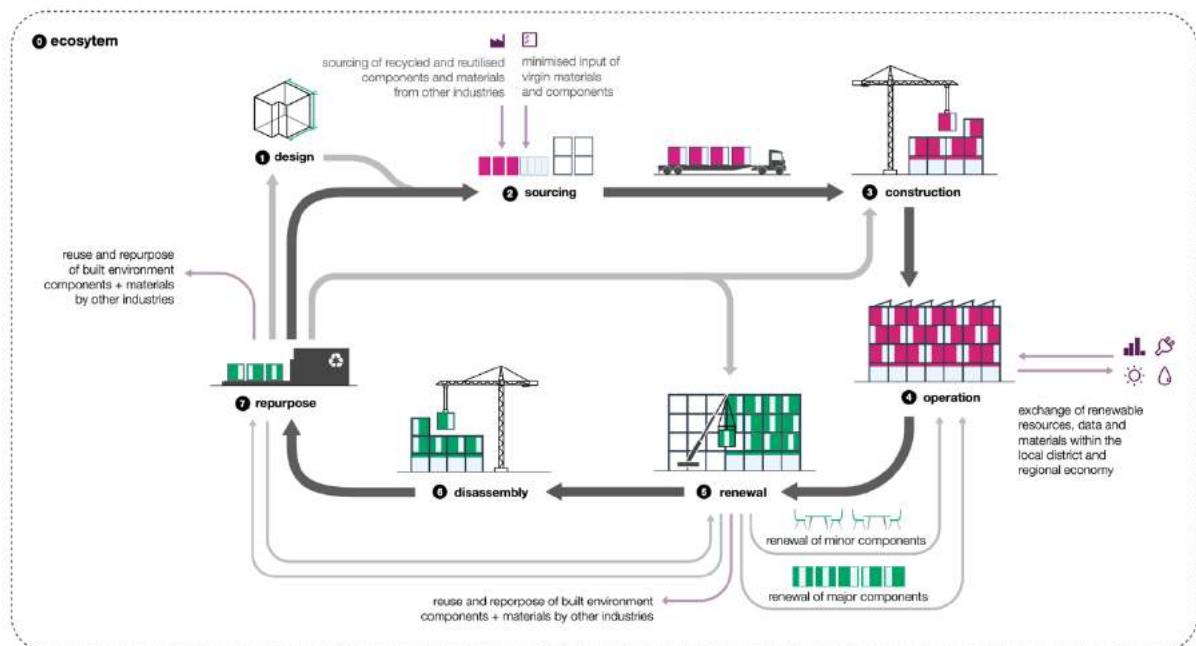 0 ecosytem
sourcing of recycled and reutilised
components and materials
from other industries
minimised input of
virgin materials
and components
1 design
2 sourcing
3 construction
reuse and repurpose
of built environment
components + materials
by other industries
7 repurpose
4 operation
exchange of renewable
resources, data and
materials within the
local district and
regional economy
6 disassembly
5 renewal
renewal of minor components
renewal of major components
reuse and reporpose of built environment
components + materials by other industries